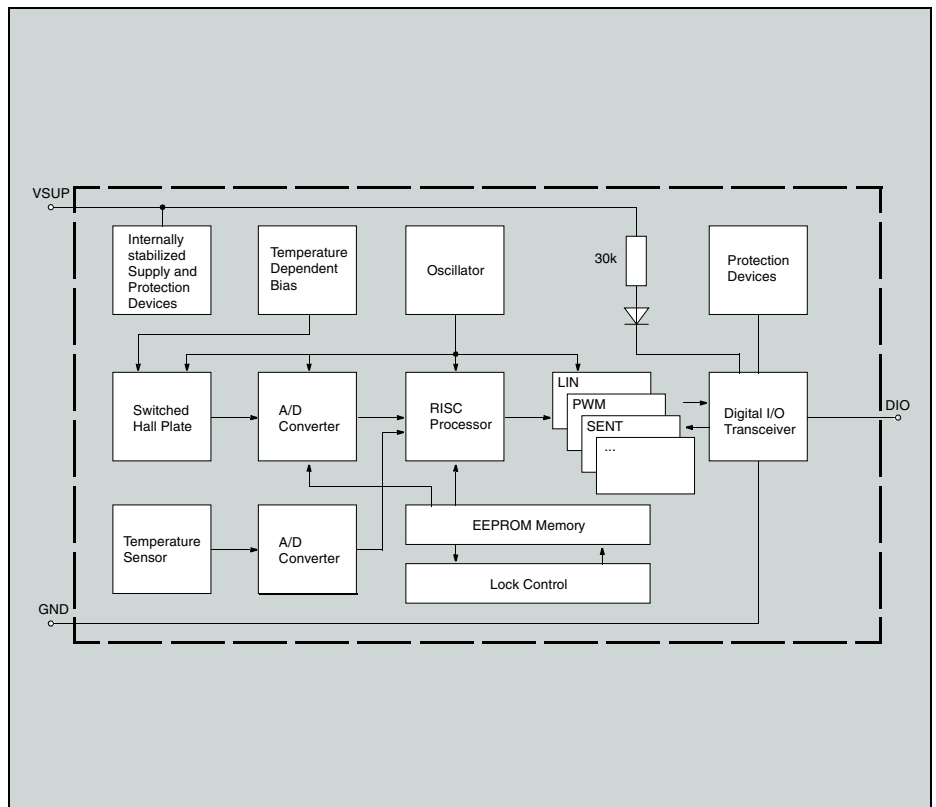 VSUP
Internally
stabilized
Supply and
Protection
Devices
Temperature
Dependent
Bias
Oscillator
30k
Protection
Devices
Switched
Hall Plate
A/D
Converter
RISC
Processor
LIN
PWM
SENT
...
Digital I/O
Transceiver
DIO
Temperature
Sensor
A/D
Converter
EEPROM Memory
Lock Control
GND